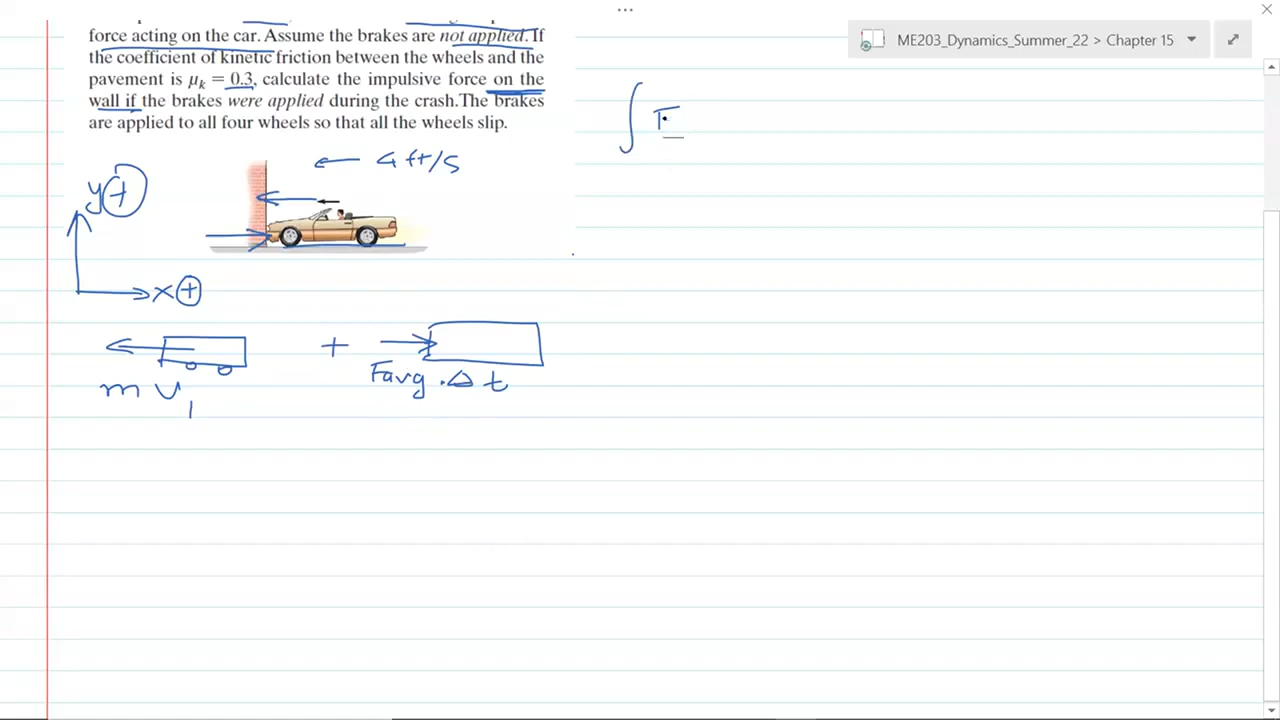 force acting on the car. Assume the brakes are not applied. If
the coefficient of kinetic friction between the wheels and the
pavement is μk = 0.3, calculate the impulsive force on the
wall if the brakes were applied during the crash.The brakes
are applied to all four wheels so that all the wheels slip.
ME203_Dynamics_Summer_22 > Chapter 15
∫ F
← 4 ft/s
y +
x +
+
m v1
Favg . Δt